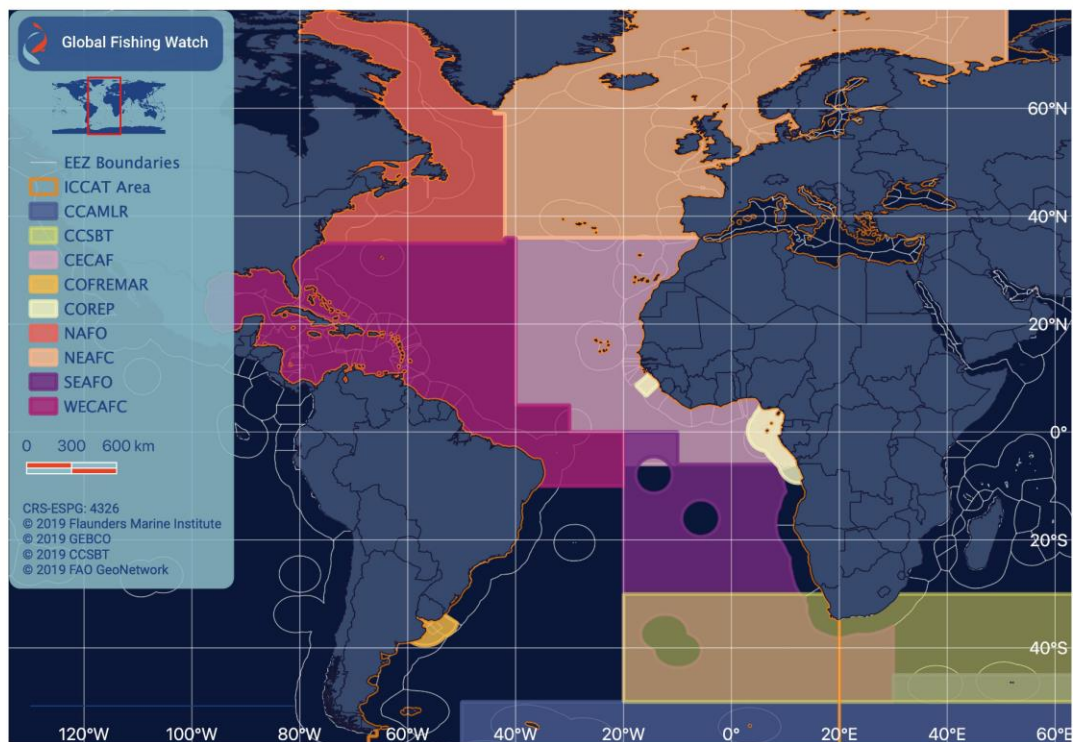 Global Fishing Watch
EEZ Boundaries
ICCAT Area
CCAMLR
CCSBT
CECAF
COFREMAR
COREP
NAFO
NEAFC
SEAFO
WECAFC
0 300 600 km
CRS-ESPG: 4326
© 2019 Flaunders Marine Institute
© 2019 GEBCO
© 2019 CCSBT
© 2019 FAO GeoNetwork
60°N
40°N
20°N
0°
20°S
40°S
120°W 100°W 80°W 60°W 40°W 20°W 0° 20°E 40°E 60°E